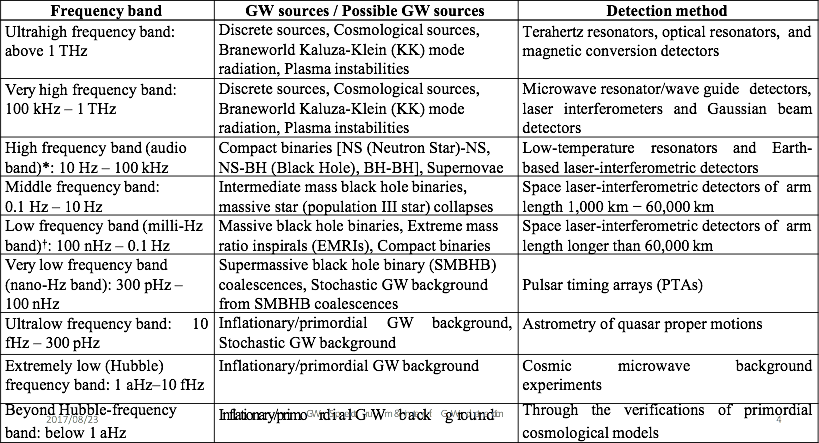 Frequency band GW sources / Possible GW sources Detection method
Ultrahigh frequency band:
above 1 THz
Discrete sources, Cosmological sources,
Braneworld Kaluza-Klein (KK) mode
radiation, Plasma instabilities
Terahertz resonators, optical resonators, and
magnetic conversion detectors
Very high frequency band:
100 kHz – 1 THz
Discrete sources, Cosmological sources,
Braneworld Kaluza-Klein (KK) mode
radiation, Plasma instabilities
Microwave resonator/wave guide detectors,
laser interferometers and Gaussian beam
detectors
High frequency band (audio
band)*: 10 Hz – 100 kHz
Compact binaries [NS (Neutron Star)-NS,
NS-BH (Black Hole), BH-BH], Supernovae
Low-temperature resonators and Earth-
based laser-interferometric detectors
Middle frequency band:
0.1 Hz – 10 Hz
Intermediate mass black hole binaries,
massive star (population III star) collapses
Space laser-interferometric detectors of arm
length 1,000 km − 60,000 km
Low frequency band (milli-Hz
band)†: 100 nHz – 0.1 Hz
Massive black hole binaries, Extreme mass
ratio inspirals (EMRIs), Compact binaries
Space laser-interferometric detectors of arm
length longer than 60,000 km
Very low frequency band
(nano-Hz band): 300 pHz –
100 nHz
Supermassive black hole binary (SMBHB)
coalescences, Stochastic GW background
from SMBHB coalescences
Pulsar timing arrays (PTAs)
Ultralow frequency band: 10
fHz – 300 pHz
Inflationary/primordial GW background,
Stochastic GW background
Astrometry of quasar proper motions
Extremely low (Hubble)
frequency band: 1 aHz–10 fHz
Inflationary/primordial GW background
Cosmic microwave background
experiments
Beyond Hubble-frequency
band: below 1 aHz
Inflationary/primordial GW background
Through the verifications of primordial
cosmological models
2017/08/23
4